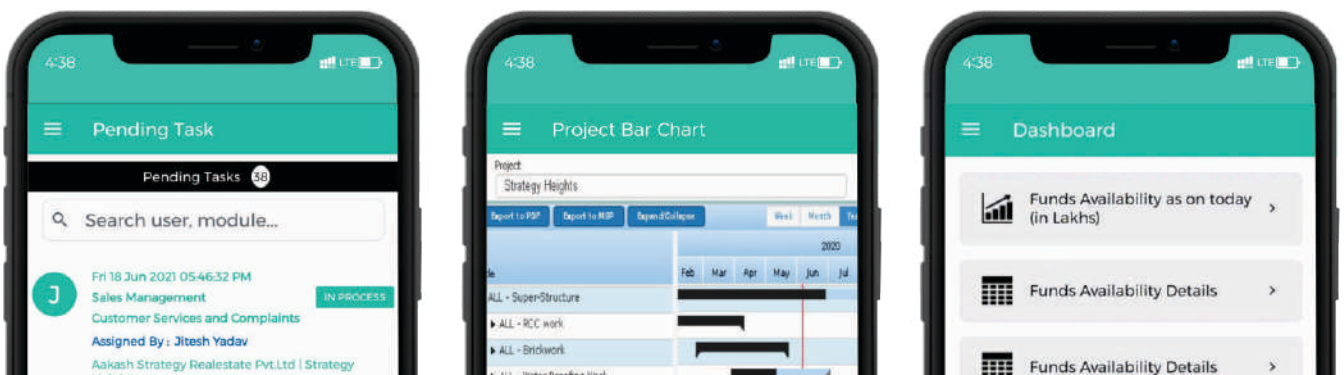 4:38
LTE
Pending Task
Pending Tasks 38
Search user, module...
J
Fri 18 Jun 2021 05:46:32 PM
Sales Management
IN PROCESS
Customer Services and Complaints
Assigned By : Jitesh Yadav
Aakash Strategy Realestate Pvt.Ltd | Strategy
4:38
LTE
Project Bar Chart
Project
Strategy Heights
Export to PDF
Export to MSP
Expand/Collapse
Week
Month
2020
Feb
Mar
Apr
May
Jun
Jul
ALL - Super-Structure
ALL - RCC work
ALL - Brickwork
4:38
LTE
Dashboard
Funds Availability as on today
(in Lakhs)
Funds Availability Details
Funds Availability Details